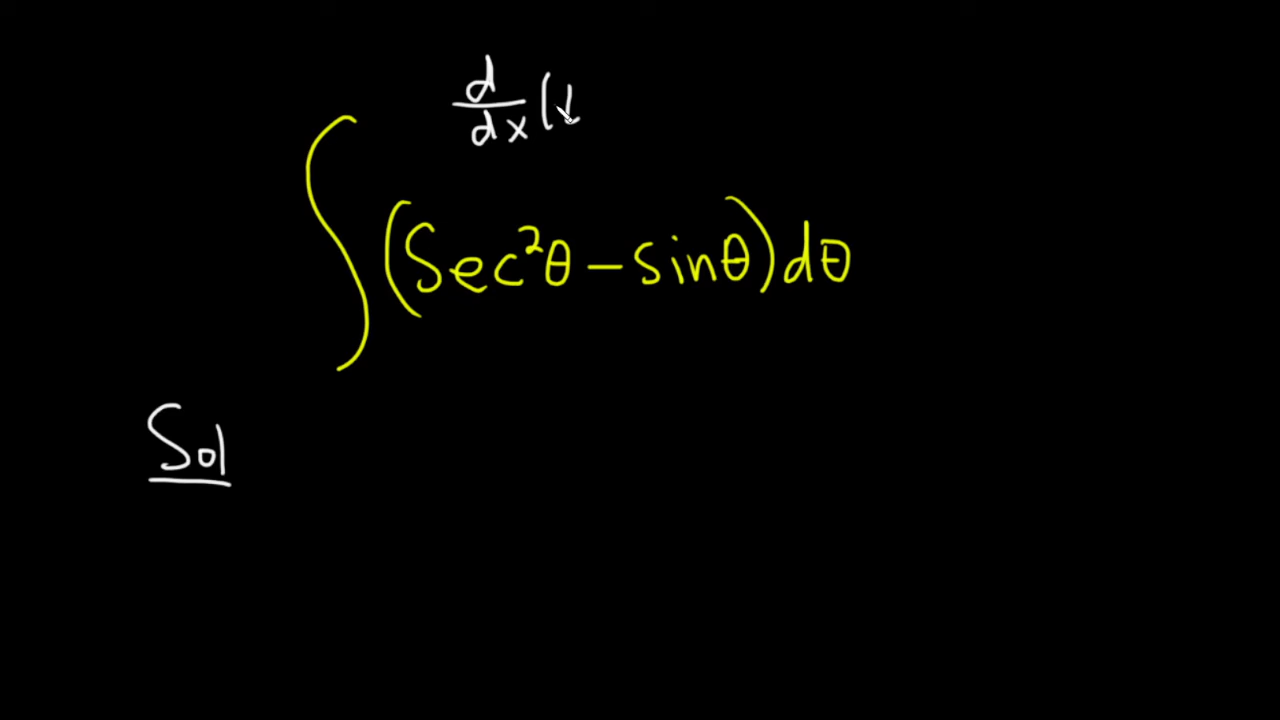 d/dx (
∫ (Sec²θ – sinθ) dθ
Sol